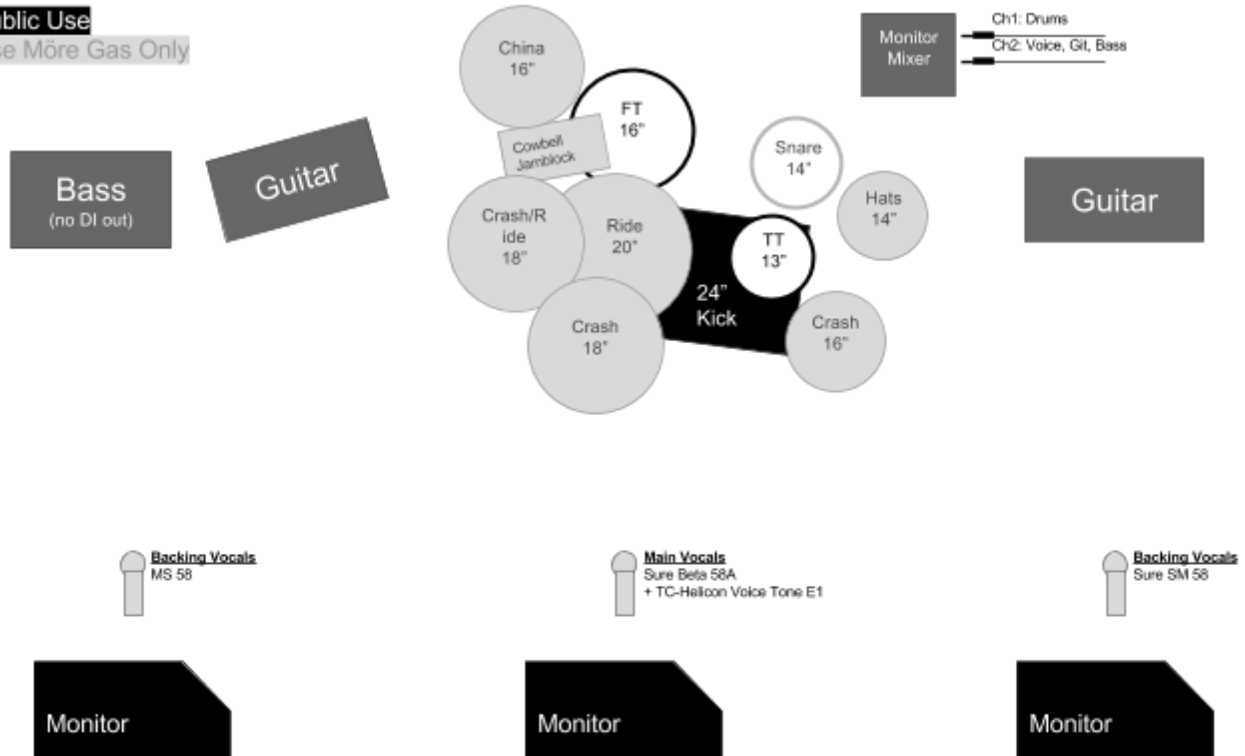 blic Use
se Möre Gas Only
China
16”
Monitor
Mixer
Ch1: Drums
Ch2: Voice, Git, Bass
FT
16”
Cowbell
Jamblock
Snare
14”
Bass
(no DI out)
Guitar
Hats
14”
Guitar
Crash/R
ide
18”
Ride
20”
TT
13”
24”
Kick
Crash
18”
Crash
16”
Backing Vocals
MS 58
Main Vocals
Sure Beta 58A
+ TC-Helicon Voice Tone E1
Backing Vocals
Sure SM 58
Monitor
Monitor
Monitor